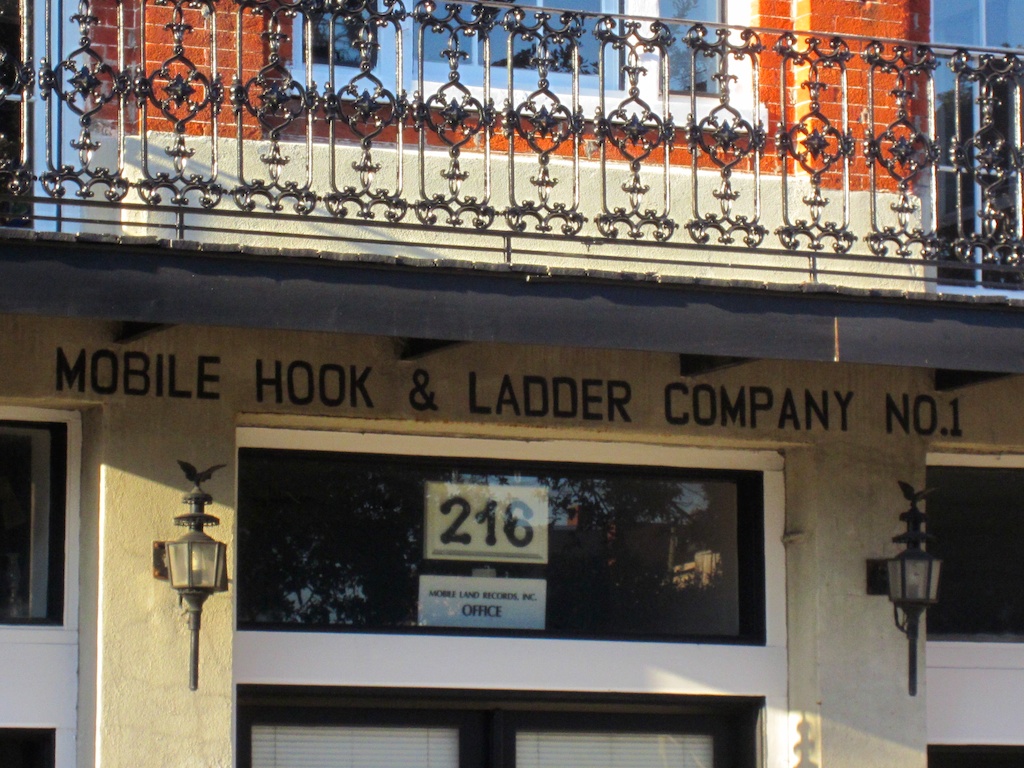 MOBILE HOOK & LADDER COMPANY NO.1
216
MOBILE LAND RECORDS, INC.
OFFICE